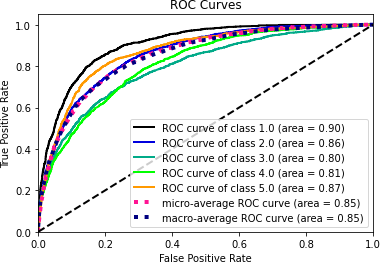 ROC Curves
True Positive Rate
1.0
0.8
0.6
0.4
0.2
0.0
ROC curve of class 1.0 (area = 0.90)
ROC curve of class 2.0 (area = 0.86)
ROC curve of class 3.0 (area = 0.80)
ROC curve of class 4.0 (area = 0.81)
ROC curve of class 5.0 (area = 0.87)
micro-average ROC curve (area = 0.85)
macro-average ROC curve (area = 0.85)
0.0 0.2 0.4 0.6 0.8 1.0
False Positive Rate